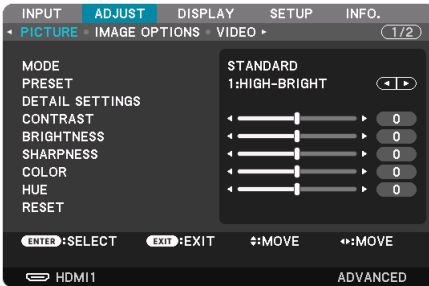 INPUT ADJUST DISPLAY SETUP INFO.
PICTURE IMAGE OPTIONS VIDEO 1/2
MODE STANDARD
PRESET 1:HIGH-BRIGHT
DETAIL SETTINGS
CONTRAST 0
BRIGHTNESS 0
SHARPNESS 0
COLOR 0
HUE 0
RESET
ENTER:SELECT EXIT:EXIT :MOVE :MOVE
HDMI1 ADVANCED